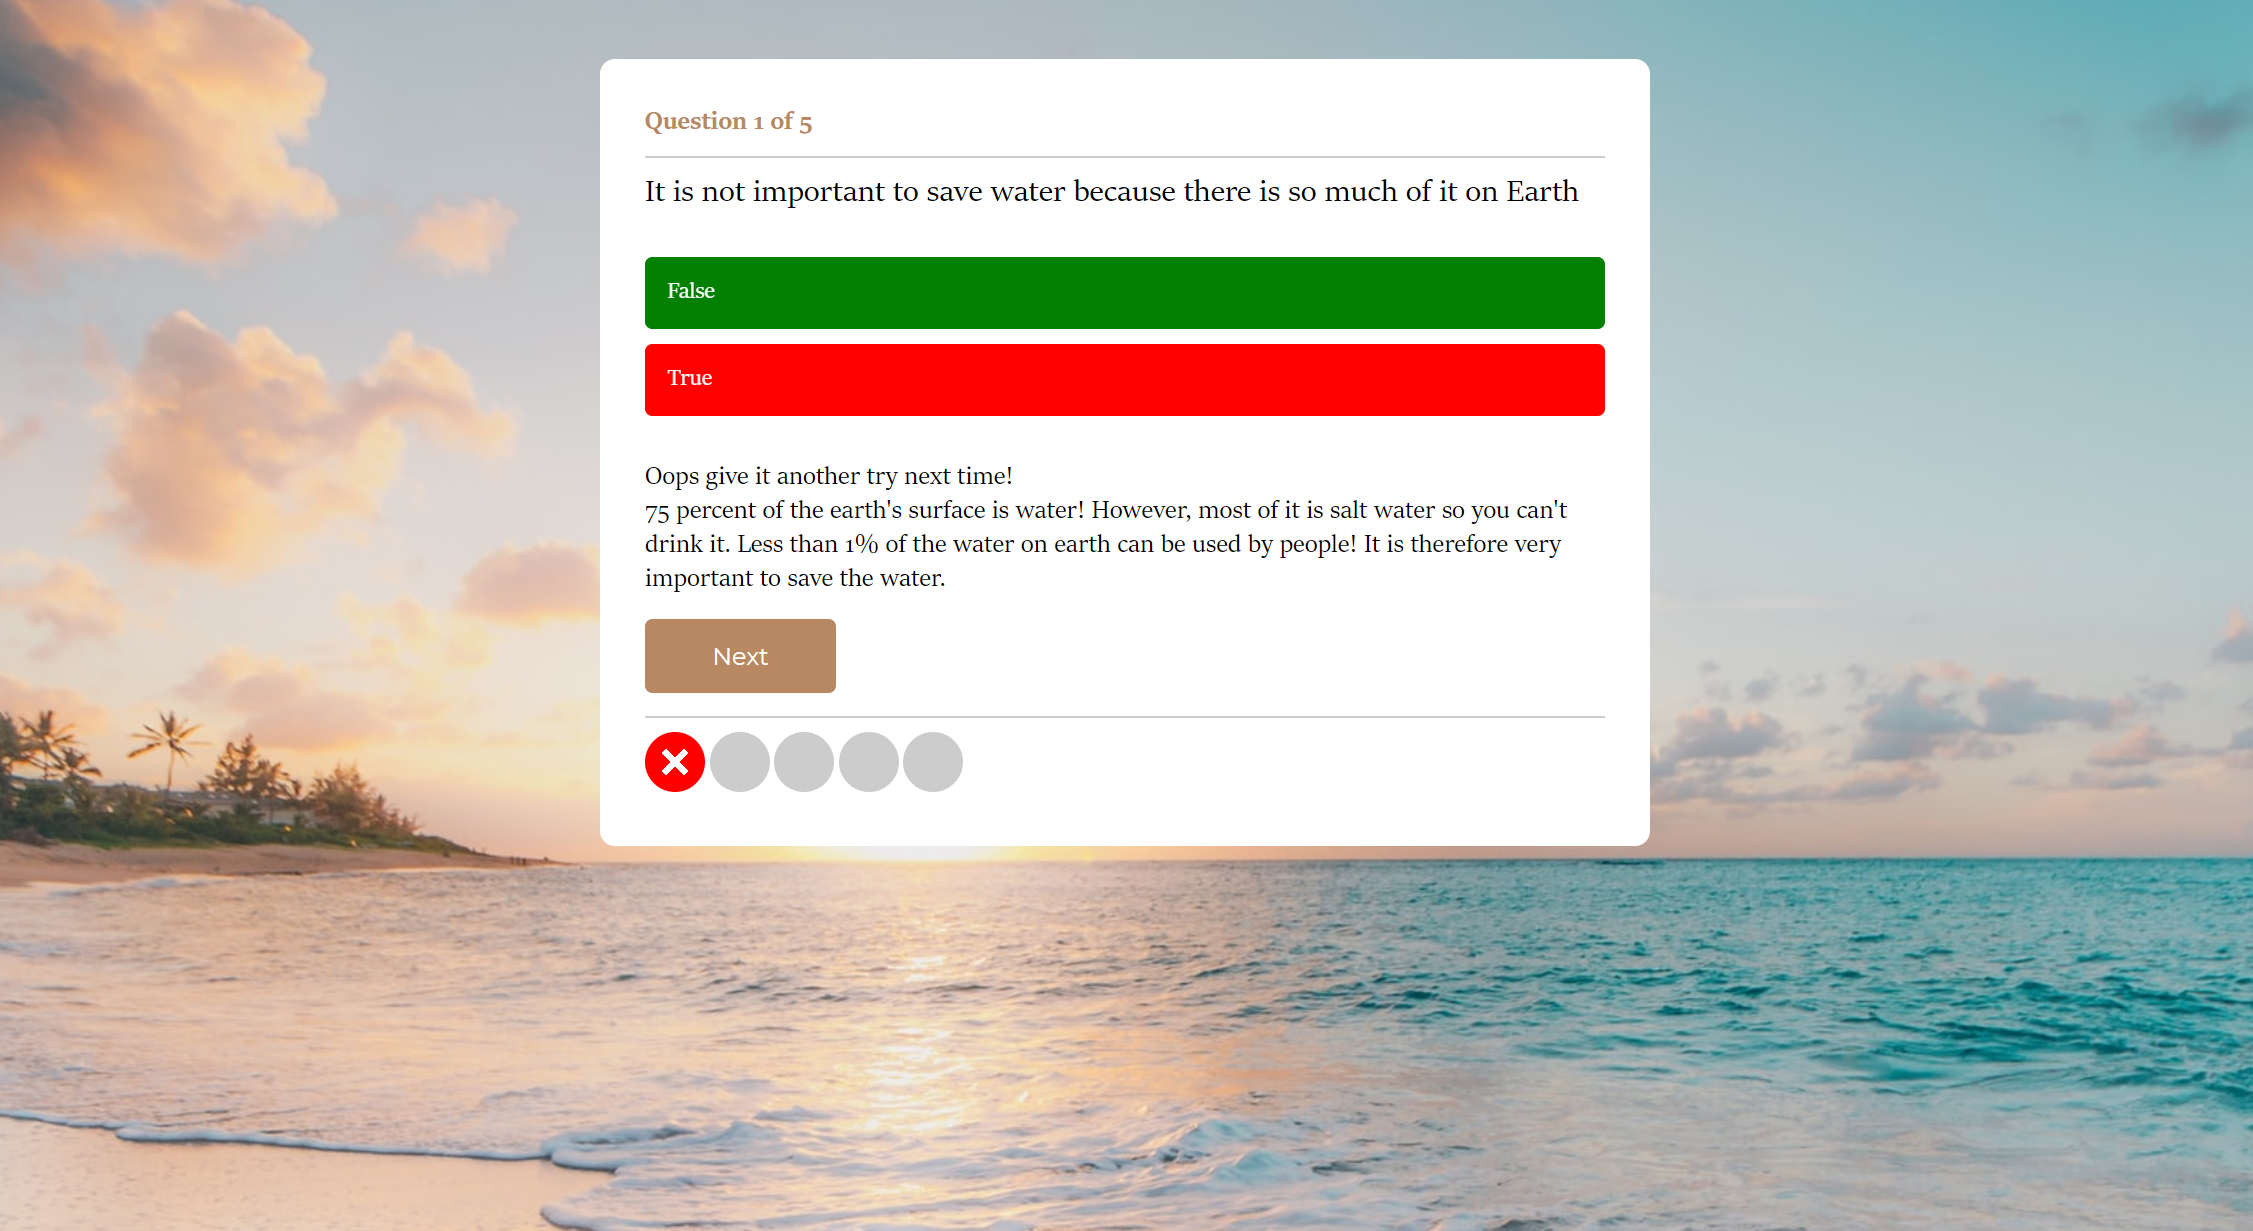 Question 1 of 5
It is not important to save water because there is so much of it on Earth
False
True
Oops give it another try next time!
75 percent of the earth's surface is water! However, most of it is salt water so you can't
drink it. Less than 1% of the water on earth can be used by people! It is therefore very
important to save the water.
Next